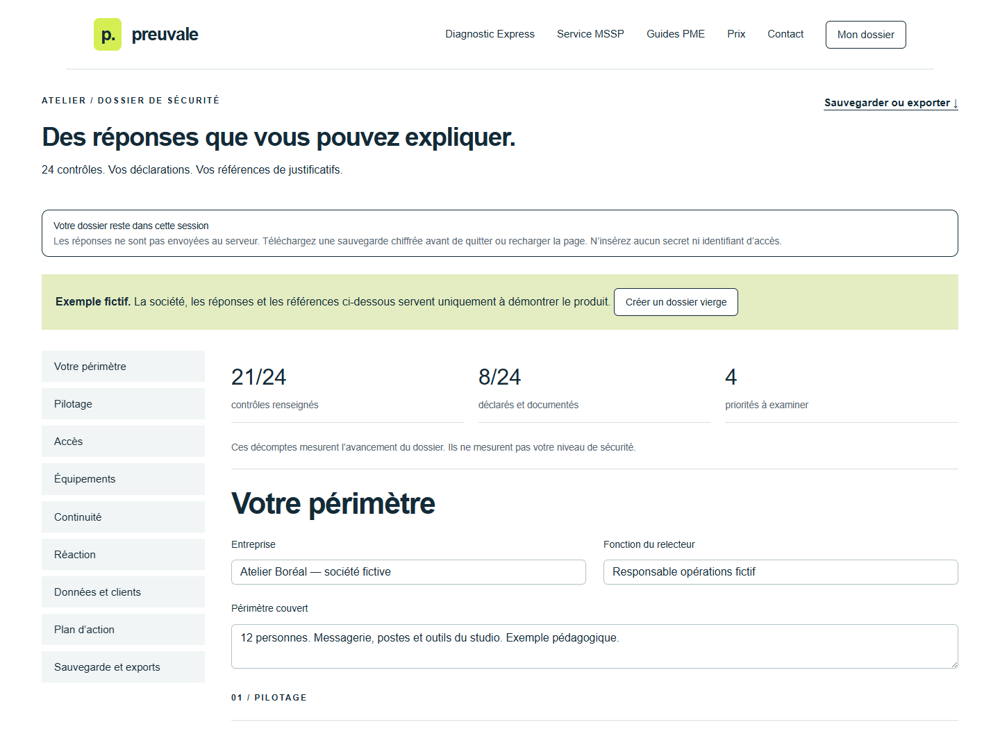 p. preuvale
Diagnostic Express
Service MSSP
Guides PME
Prix
Contact
Mon dossier
ATELIER / DOSSIER DE SÉCURITÉ
Sauvegarder ou exporter ↓
Des réponses que vous pouvez expliquer.
24 contrôles. Vos déclarations. Vos références de justificatifs.
Votre dossier reste dans cette session
Les réponses ne sont pas envoyées au serveur. Téléchargez une sauvegarde chiffrée avant de quitter ou recharger la page. N’insérez aucun secret ni identifiant d’accès.
Exemple fictif. La société, les réponses et les références ci-dessous servent uniquement à démontrer le produit.
Créer un dossier vierge
Votre périmètre
Pilotage
Accès
Équipements
Continuité
Réaction
Données et clients
Plan d’action
Sauvegarde et exports
21/24
contrôles renseignés
8/24
déclarés et documentés
4
priorités à examiner
Ces décomptes mesurent l’avancement du dossier. Ils ne mesurent pas votre niveau de sécurité.
Votre périmètre
Entreprise
Atelier Boréal — société fictive
Fonction du relecteur
Responsable opérations fictif
Périmètre couvert
12 personnes. Messagerie, postes et outils du studio. Exemple pédagogique.
01 / PILOTAGE